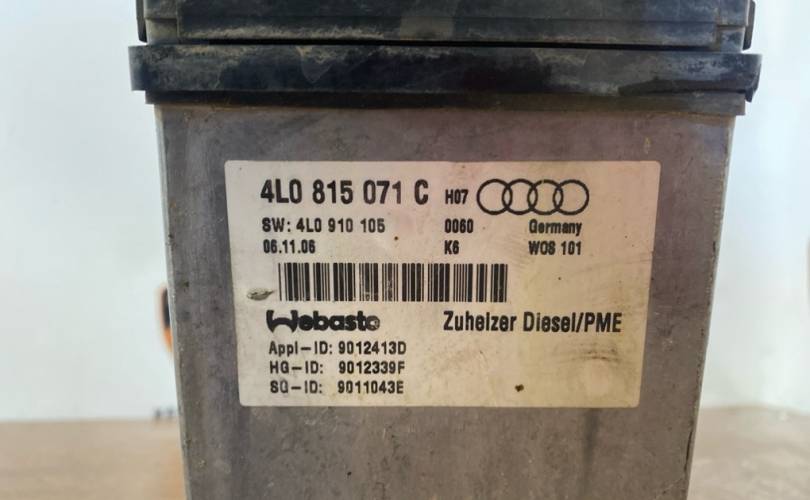 4L0 815 071 C H07
SW: 4L0 910 105 0060 Germany
06.11.06 K6 WOS 101
Webasto Zuheizer Diesel/PME
Appl-ID: 9012413D
HG-ID: 9012339F
SG-ID: 9011043E